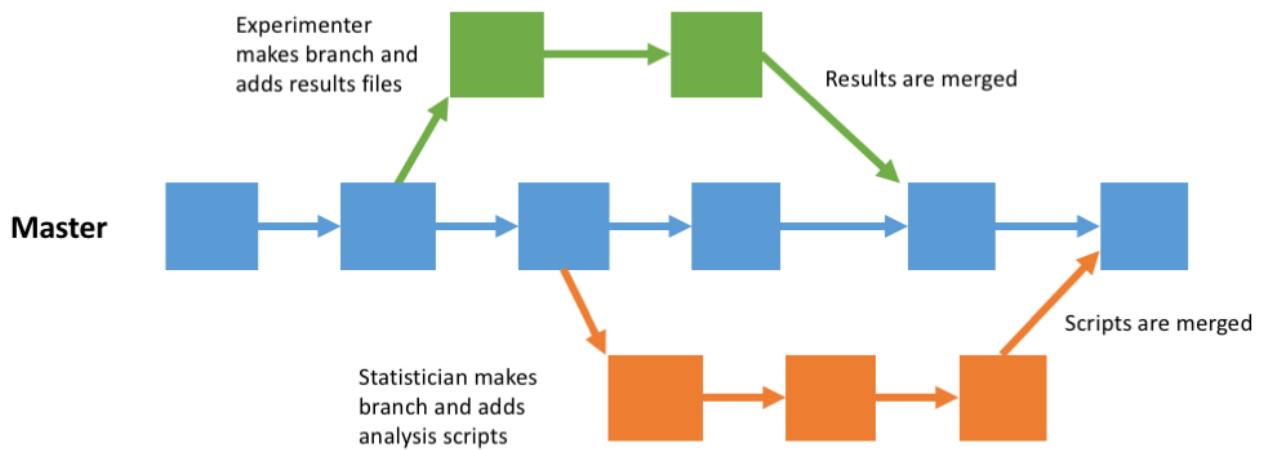 Experimenter
makes branch and
adds results files
Results are merged
Master
Scripts are merged
Statistician makes
branch and adds
analysis scripts